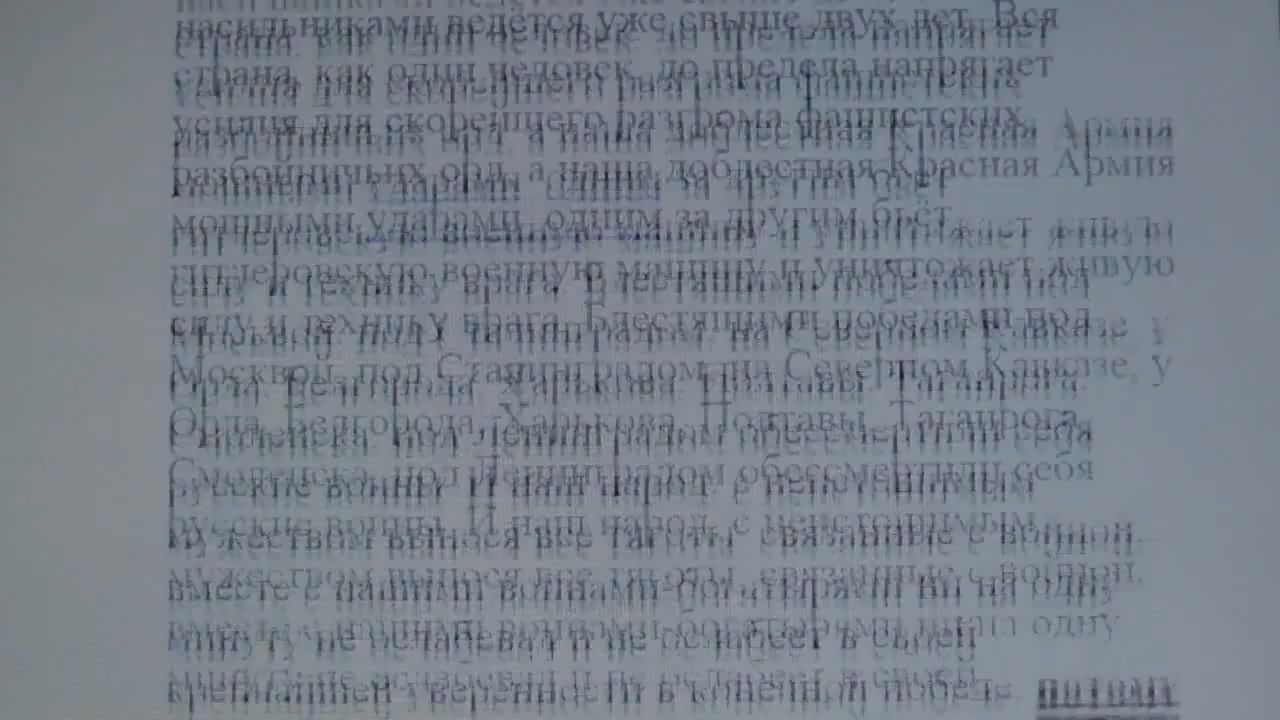 насильниками ведётся уже свыше двух лет. Вся
страна, как один человек, до предела напрягает
усилия для скорейшего разгрома фашистских
разбойничьих орд, а наша доблестная Красная Армия
мощными ударами, одним за другим бьёт
гитлеровскую военную машину и уничтожает живую
силу и технику врага. Блестящими победами под
Москвой, под Сталинградом, на Северном Кавказе, у
Орла, Белгорода, Харькова, Полтавы, Таганрога,
Смоленска, под Ленинградом обессмертили себя
русские воины. И наш народ, с неистощимым
мужеством вынося все тяготы, связанные с войной,
вместе с нашими воинами-богатырями ни на одну
минуту не ослабевал и не ослабеет в своей
крепчайшей уверенности в конечной победе, потому